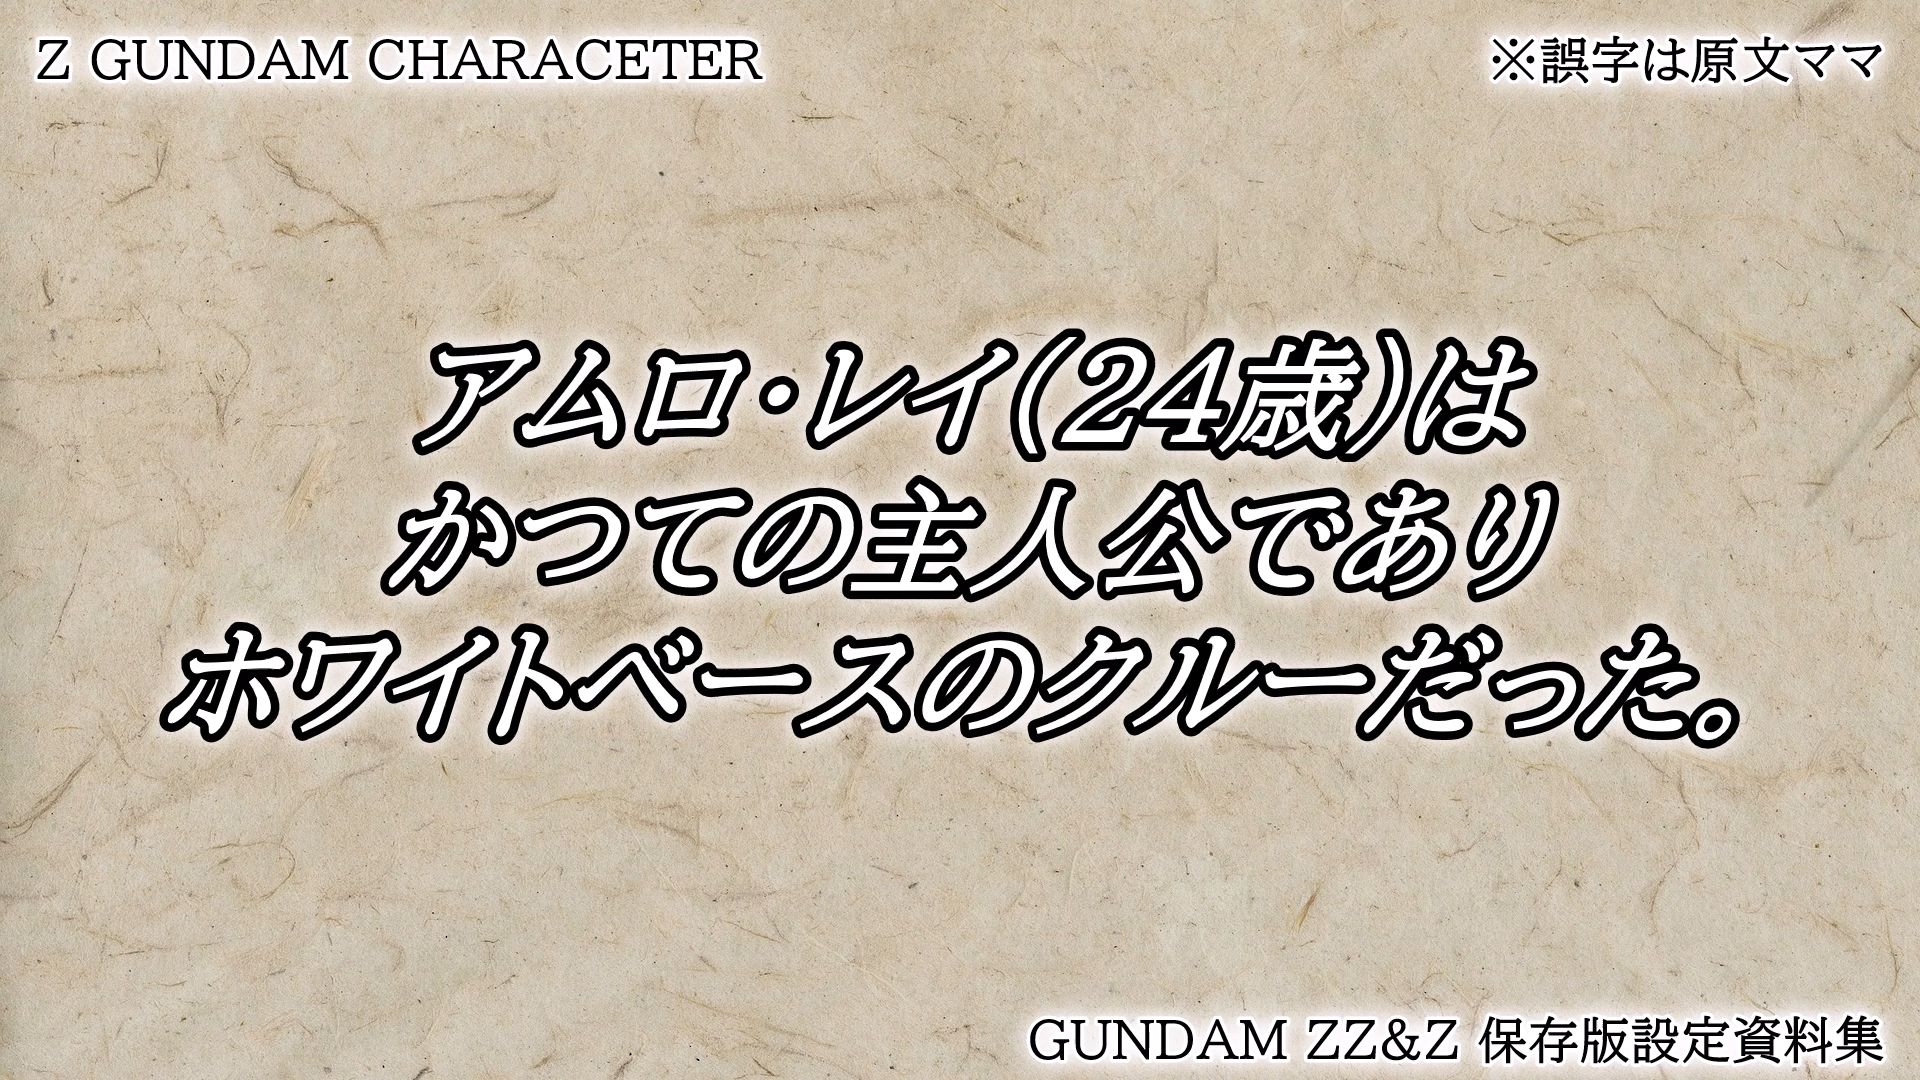 Z GUNDAM CHARACETER
※誤字は原文ママ
アムロ・レイ(24歳)は
かつての主人公であり
ホワイトベースのクルーだった。
GUNDAM ZZ&Z 保存版設定資料集